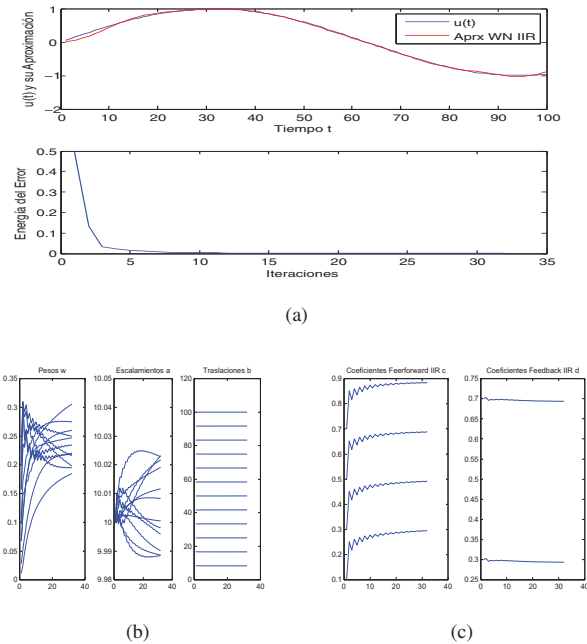 1
0
−1
−2
u(t) y su Aproximación
u(t)
Aprx WN IIR
0 10 20 30 40 50 60 70 80 90 100
Tiempo t
0.5
0.4
0.3
0.2
0.1
0
Energía del Error
0 5 10 15 20 25 30 35
Iteraciones
(a)
Pesos w
0.35
0.3
0.25
0.2
0.15
0.1
0.05
0
0 20 40
Escalamientos a
10.05
10.04
10.03
10.02
10.01
10
9.99
9.98
0 20 40
Traslaciones b
120
100
80
60
40
20
0
0 20 40
(b)
Coeficientes Feerforward IIR c
0.9
0.8
0.7
0.6
0.5
0.4
0.3
0.2
0.1
0 10 20 30 40
Coeficientes Feedback IIR d
0.75
0.7
0.65
0.6
0.55
0.5
0.45
0.4
0.35
0.3
0.25
0 20 40
(c)